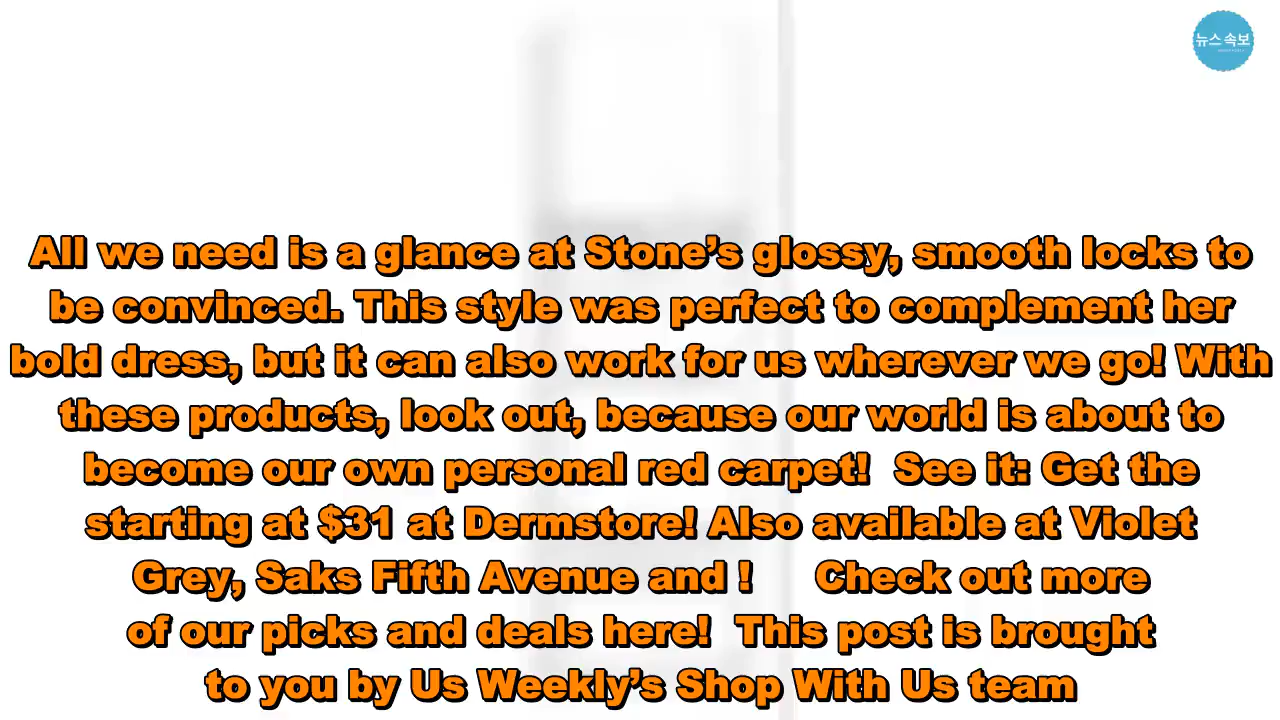 뉴스 속보
All we need is a glance at Stone’s glossy, smooth locks to
be convinced. This style was perfect to complement her
bold dress, but it can also work for us wherever we go! With
these products, look out, because our world is about to
become our own personal red carpet!  See it: Get the
starting at $31 at Dermstore! Also available at Violet
Grey, Saks Fifth Avenue and !      Check out more
of our picks and deals here!  This post is brought
to you by Us Weekly’s Shop With Us team